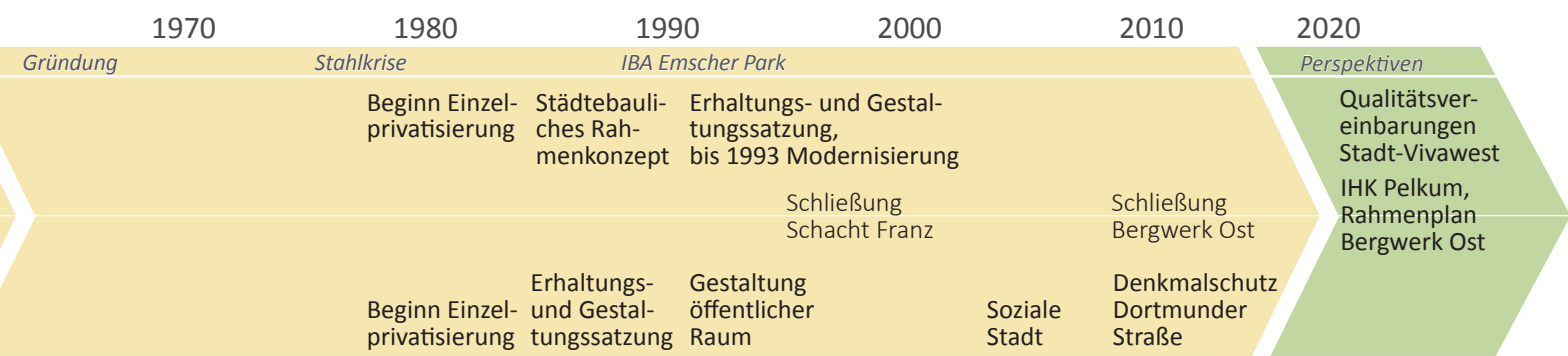 1970 1980 1990 2000 2010 2020
Gründung Stahlkrise IBA Emscher Park Perspektiven
Beginn Einzel-
privatisierung
Städtebauli-
ches Rah-
menkonzept
Erhaltungs- und Gestal-
tungssatzung,
bis 1993 Modernisierung
Qualitätsver-
einbarungen
Stadt-Vivawest
IHK Pelkum,
Rahmenplan
Bergwerk Ost
Schließung
Schacht Franz
Schließung
Bergwerk Ost
Beginn Einzel-
privatisierung
Erhaltungs-
und Gestal-
tungssatzung
Gestaltung
öffentlicher
Raum
Soziale
Stadt
Denkmalschutz
Dortmunder
Straße